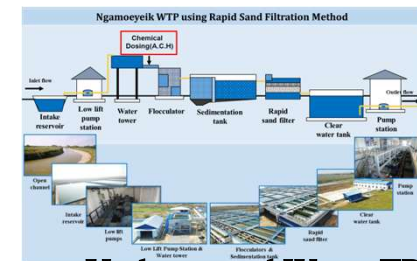 Ngamoeyeik WTP using Rapid Sand Filtration Method
Chemical
Dosing(A.C.H)
Inlet flow
Outlet flow
Intake
reservoir
Low lift
pump
station
Water
tower
Flocculator
Sedimentation
tank
Rapid
sand filter
Clear
water tank
Pump
station
Open
channel
Intake
reservoir
Low lift
pumps
Low Lift Pump Station &
Water tower
Flocculators &
Sedimentation tank
Rapid
sand filter
Clear
water tank
Pump
station